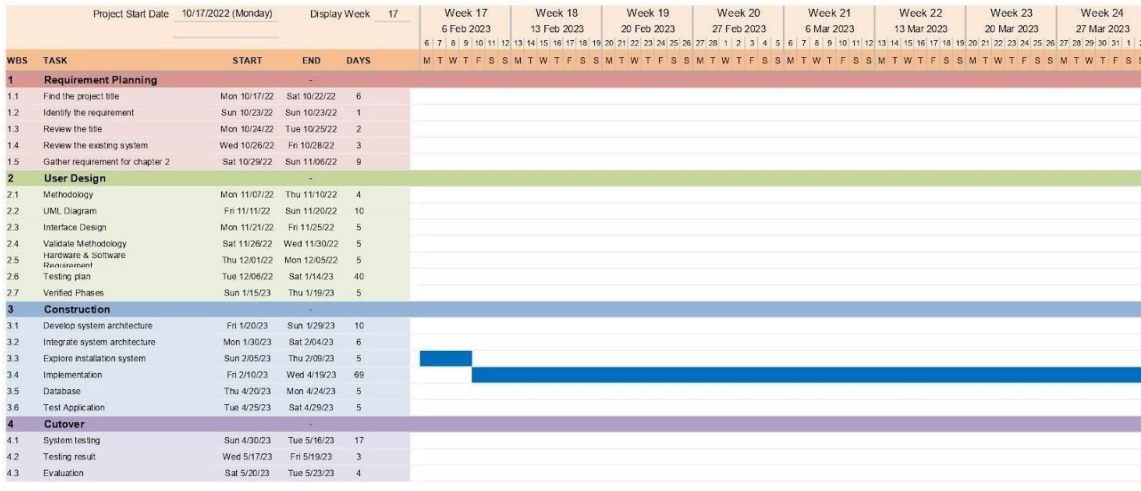 Project Start Date 10/17/2022 (Monday) Display Week 17 Week 17 Week 18 Week 19 Week 20 Week 21 Week 22 Week 23 Week 24
6 Feb 2023 13 Feb 2023 20 Feb 2023 27 Feb 2023 6 Mar 2023 13 Mar 2023 20 Mar 2023 27 Mar 2023
6 7 8 9 10 11 12 13 14 15 16 17 18 19 20 21 22 23 24 25 26 27 28 1 2 3 4 5 6 7 8 9 10 11 12 13 14 15 16 17 18 19 20 21 22 23 24 25 26 27 28 29 30 31 1
WBS TASK START END DAYS M T W T F S S M T W T F S S M T W T F S S M T W T F S S M T W T F S S M T W T F S S M T W T F S S M T W T F S
1 Requirement Planning -
1.1 Find the project title Mon 10/17/22 Sat 10/22/22 6
1.2 Identify the requirement Sun 10/23/22 Sun 10/23/22 1
1.3 Review the title Mon 10/24/22 Tue 10/25/22 2
1.4 Review the existing system Wed 10/26/22 Fri 10/28/22 3
1.5 Gather requirement for chapter 2 Sat 10/29/22 Sun 11/06/22 9
2 User Design -
2.1 Methodology Mon 11/07/22 Thu 11/10/22 4
2.2 UML Diagram Fri 11/11/22 Sun 11/20/22 10
2.3 Interface Design Mon 11/21/22 Fri 11/25/22 5
2.4 Validate Methodology Sat 11/26/22 Wed 11/30/22 5
2.5 Hardware & Software Requirement Thu 12/01/22 Mon 12/05/22 5
2.6 Testing plan Tue 12/06/22 Sat 1/14/23 40
2.7 Verified Phases Sun 1/15/23 Thu 1/19/23 5
3 Construction -
3.1 Develop system architecture Fri 1/20/23 Sun 1/29/23 10
3.2 Integrate system architecture Mon 1/30/23 Sat 2/04/23 6
3.3 Explore installation system Sun 2/05/23 Thu 2/09/23 5
3.4 Implementation Fri 2/10/23 Wed 4/19/23 69
3.5 Database Thu 4/20/23 Mon 4/24/23 5
3.6 Test Application Tue 4/25/23 Sat 4/29/23 5
4 Cutover -
4.1 System testing Sun 4/30/23 Tue 5/16/23 17
4.2 Testing result Wed 5/17/23 Fri 5/19/23 3
4.3 Evaluation Sat 5/20/23 Tue 5/23/23 4